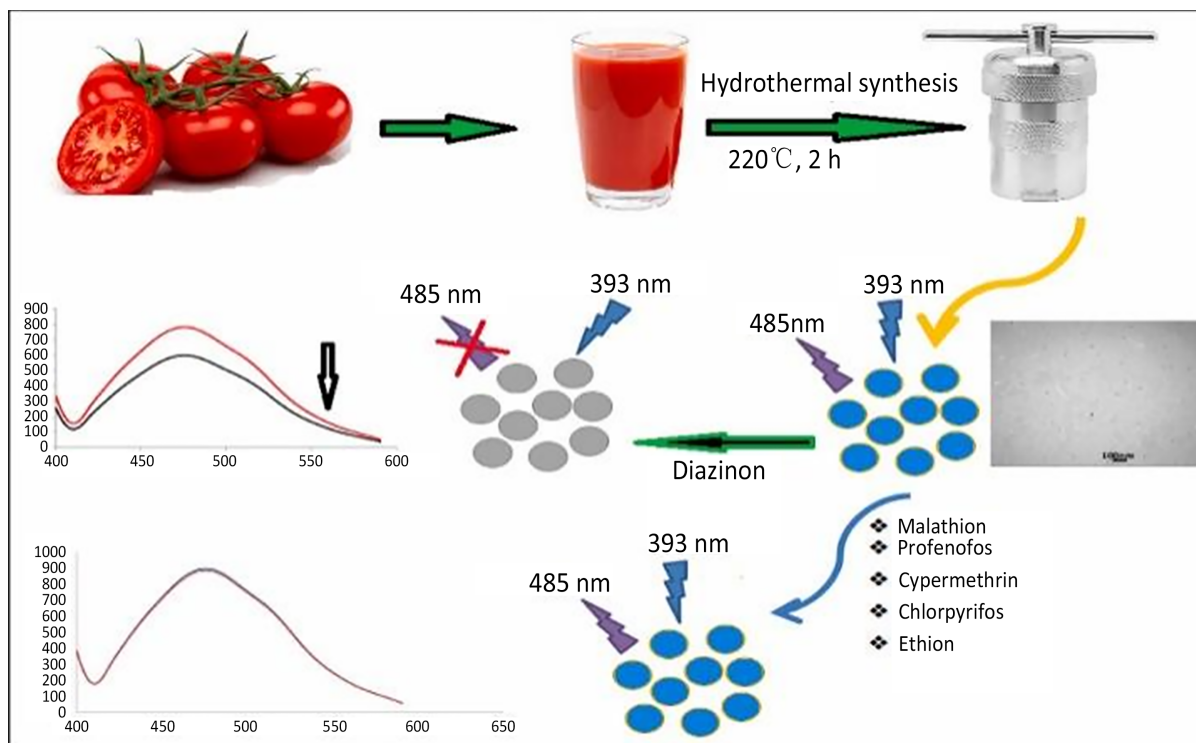 Hydrothermal synthesis
220℃, 2 h
485 nm
393 nm
393 nm
485nm
900
800
700
600
500
400
300
200
100
0
400
450
500
550
600
Diazinon
100nm
Malathion
Profenofos
Cypermethrin
Chlorpyrifos
Ethion
393 nm
485 nm
1000
900
800
700
600
500
400
300
200
100
0
400
450
500
550
600
650